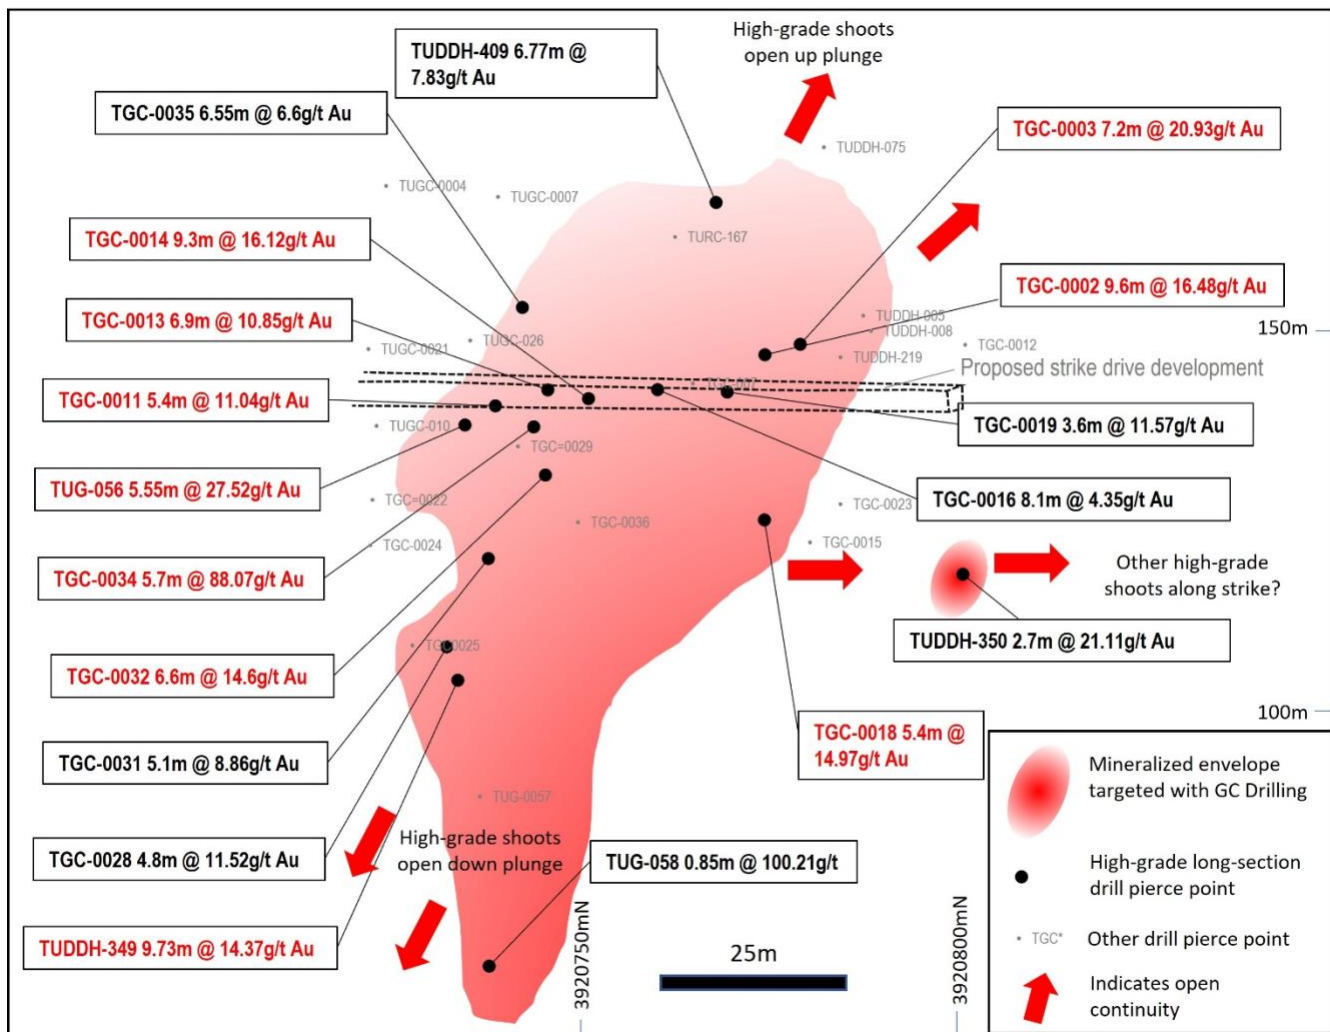 High-grade shoots
open up plunge
TUDDH-409 6.77m @
7.83g/t Au
TGC-0035 6.55m @ 6.6g/t Au
TGC-0003 7.2m @ 20.93g/t Au
TUDDH-075
TUGC-0004
TUGC-0007
TGC-0014 9.3m @ 16.12g/t Au
TURC-167
TGC-0002 9.6m @ 16.48g/t Au
TGC-0013 6.9m @ 10.85g/t Au
TUDDH-005
150m
TUDDH-008
TUGC-026
TGC-0012
TUGC-0021
TUDDH-219
Proposed strike drive development
TGC-0011 5.4m @ 11.04g/t Au
TGC-0019 3.6m @ 11.57g/t Au
TUGC-010
TGC=0029
TUG-056 5.55m @ 27.52g/t Au
TGC=0022
TGC-0016 8.1m @ 4.35g/t Au
TGC-0023
TGC-0036
TGC-0024
TGC-0015
TGC-0034 5.7m @ 88.07g/t Au
Other high-grade
shoots along strike?
TUDDH-350 2.7m @ 21.11g/t Au
TGC-0032 6.6m @ 14.6g/t Au
100m
TGC-0018 5.4m @
14.97g/t Au
TGC-0031 5.1m @ 8.86g/t Au
TUG-0057
High-grade shoots
open down plunge
TGC-0028 4.8m @ 11.52g/t Au
TUG-058 0.85m @ 100.21g/t
TUDDH-349 9.73m @ 14.37g/t Au
3920750mN
25m
3920800mN
Mineralized envelope
targeted with GC Drilling
High-grade long-section
drill pierce point
TGC*
Other drill pierce point
Indicates open
continuity